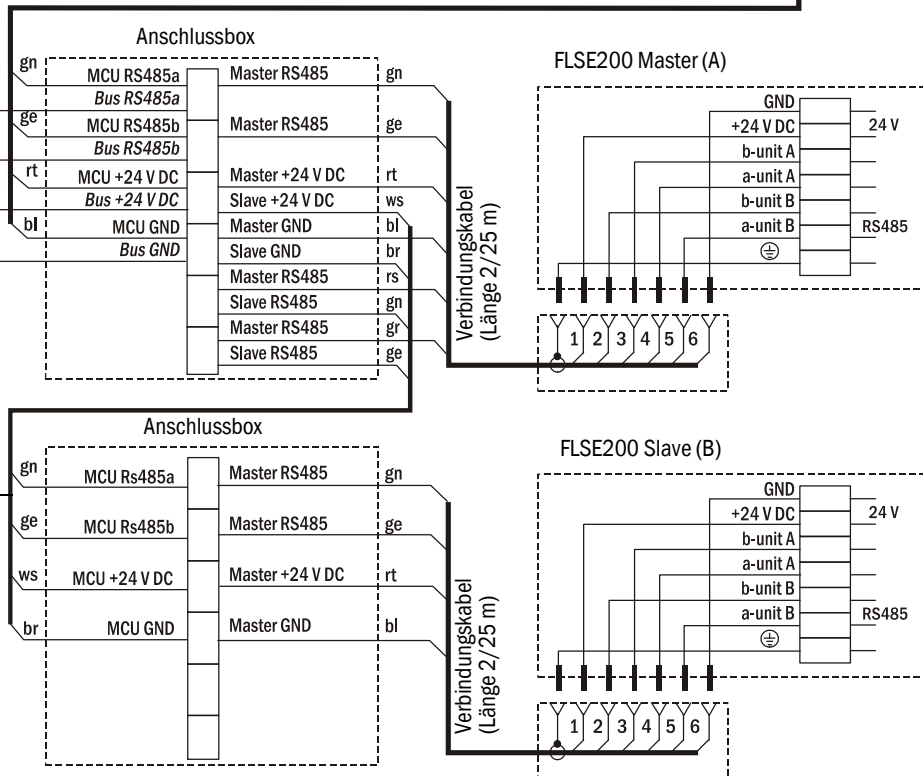 Anschlussbox
gn
MCU RS485a
Bus RS485a
ge
MCU RS485b
Bus RS485b
rt
MCU +24 V DC
Bus +24 V DC
bl
MCU GND
Bus GND
Master RS485 gn
Master RS485 ge
Master +24 V DC rt
Slave +24 V DC ws
Master GND bl
Slave GND br
Master RS485 rs
Slave RS485 gn
Master RS485 gr
Slave RS485 ge
Verbindungskabel
(Länge 2/25 m)
FLSE200 Master (A)
GND
+24 V DC
24 V
b-unit A
a-unit A
b-unit B
a-unit B
RS485
1 2 3 4 5 6
Anschlussbox
gn
MCU Rs485a
ge
MCU Rs485b
ws
MCU +24 V DC
br
MCU GND
Master RS485 gn
Master RS485 ge
Master +24 V DC rt
Master GND bl
Verbindungskabel
(Länge 2/25 m)
FLSE200 Slave (B)
GND
+24 V DC
24 V
b-unit A
a-unit A
b-unit B
a-unit B
RS485
1 2 3 4 5 6